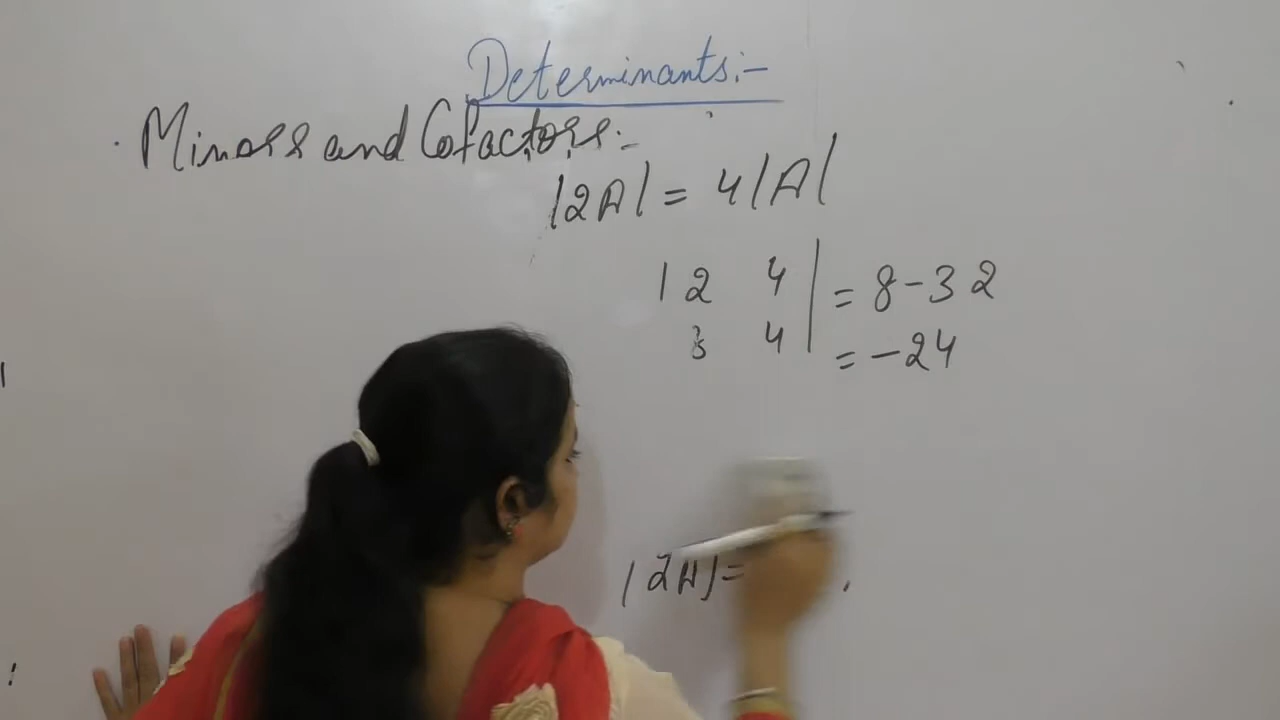 Determinants:-
Minors and Cofactors:-
|2A| = 4|A|
| 2 4 | = 8-32
8 4 = -24
|2A| =